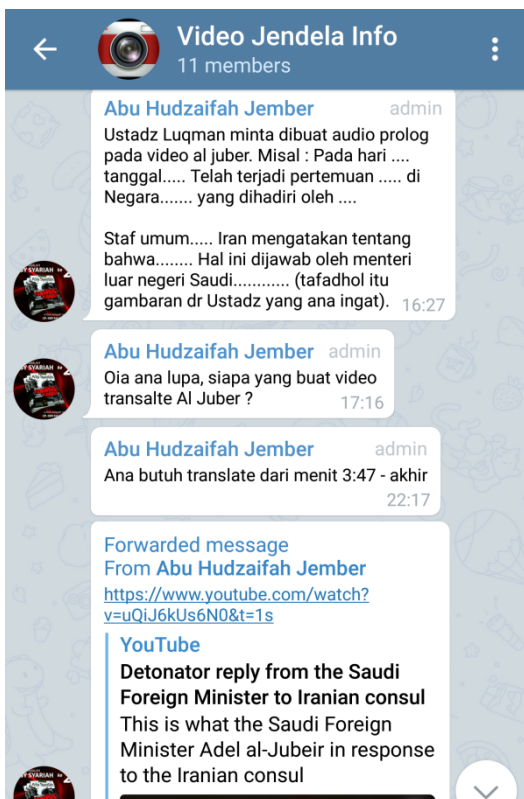 Video Jendela Info
11 members
Abu Hudzaifah Jember admin
Ustadz Luqman minta dibuat audio prolog
pada video al juber. Misal : Pada hari ....
tanggal..... Telah terjadi pertemuan ..... di
Negara....... yang dihadiri oleh ....
Staf umum..... Iran mengatakan tentang
bahwa........ Hal ini dijawab oleh menteri
luar negeri Saudi............ (tafadhol itu
gambaran dr Ustadz yang ana ingat). 16:27
Abu Hudzaifah Jember admin
Oia ana lupa, siapa yang buat video
transalte Al Juber ? 17:16
Abu Hudzaifah Jember admin
Ana butuh translate dari menit 3:47 - akhir
22:17
Forwarded message
From Abu Hudzaifah Jember
https://www.youtube.com/watch?
v=uQiJ6kUs6N0&t=1s
YouTube
Detonator reply from the Saudi
Foreign Minister to Iranian consul
This is what the Saudi Foreign
Minister Adel al-Jubeir in response
to the Iranian consul